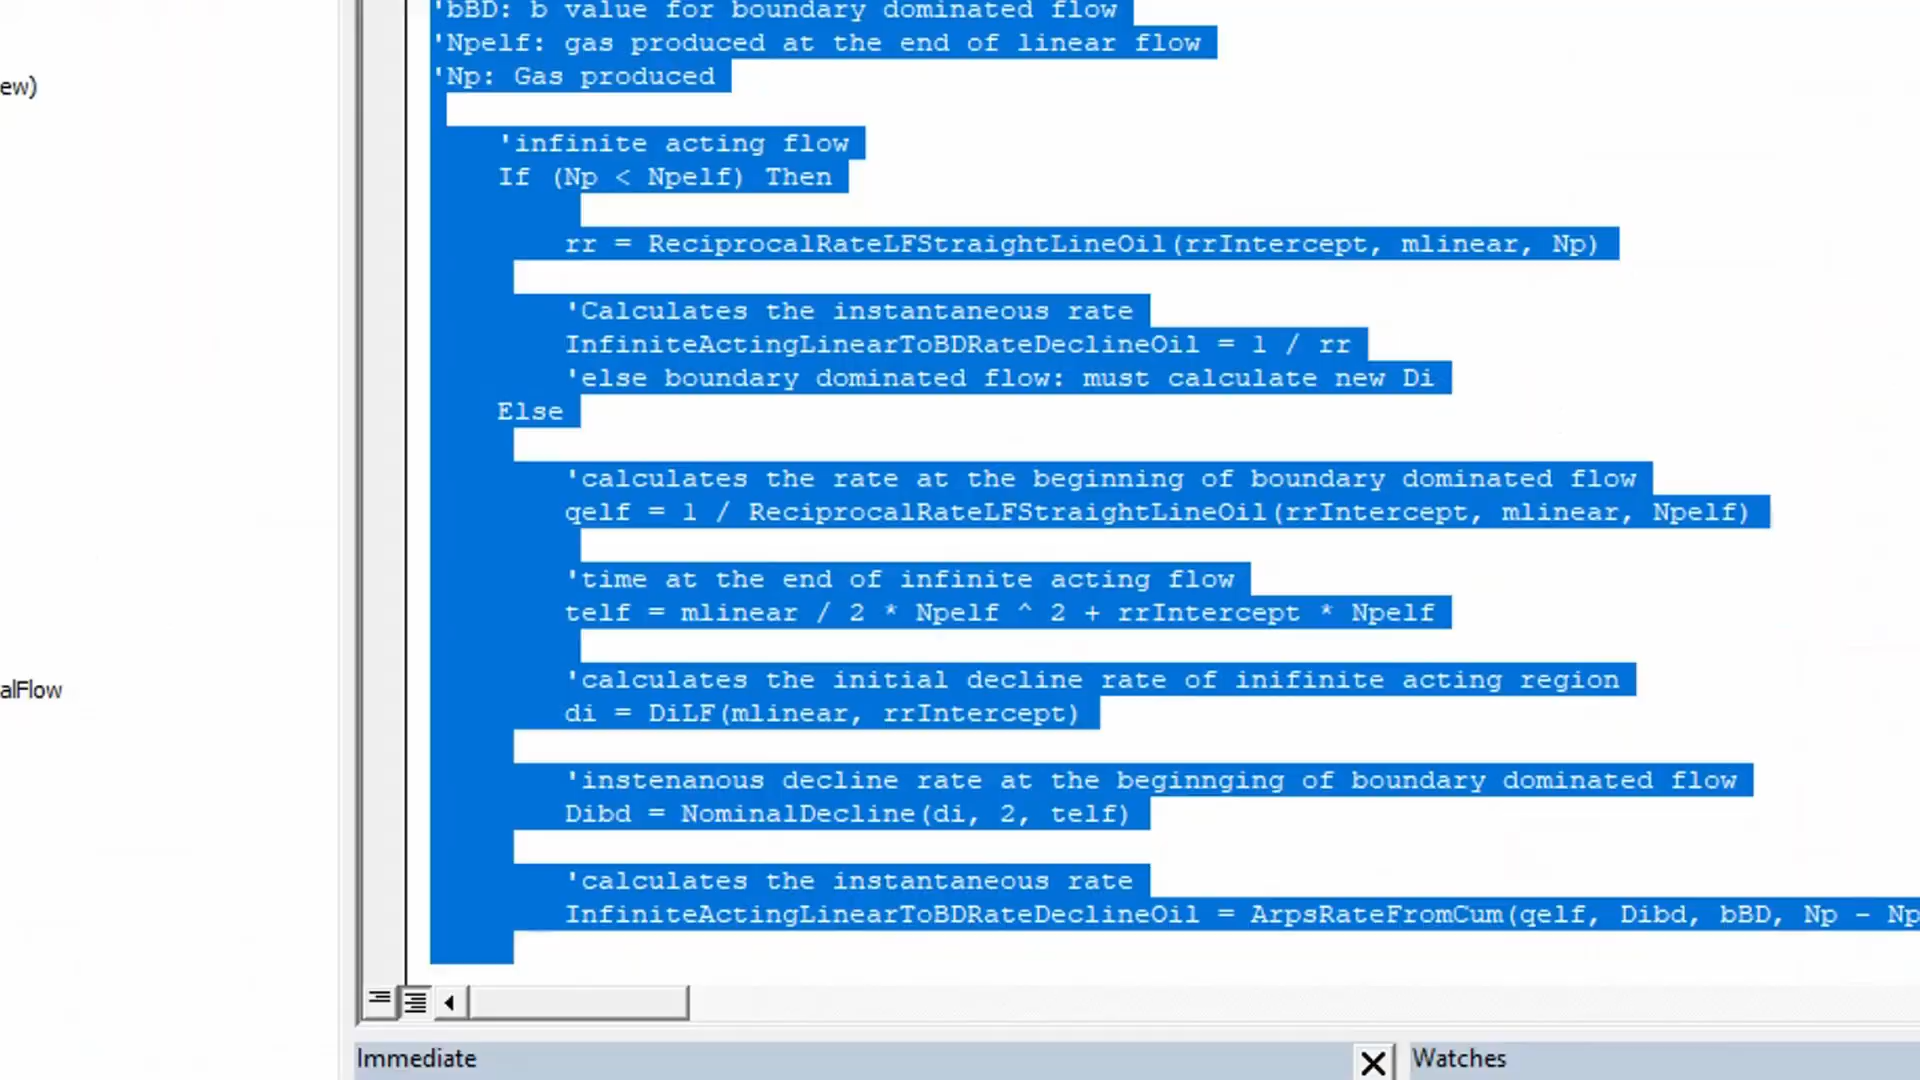 'bBD: b value for boundary dominated flow
'Npelf: gas produced at the end of linear flow
'Np: Gas produced
ew)
'infinite acting flow
If (Np < Npelf) Then
rr = ReciprocalRateLFStraightLineOil(rrIntercept, mlinear, Np)
'Calculates the instantaneous rate
InfiniteActingLinearToBDRateDeclineOil = 1 / rr
'else boundary dominated flow: must calculate new Di
Else
'calculates the rate at the beginning of boundary dominated flow
qelf = 1 / ReciprocalRateLFStraightLineOil(rrIntercept, mlinear, Npelf)
'time at the end of infinite acting flow
telf = mlinear / 2 * Npelf ^ 2 + rrIntercept * Npelf
'calculates the initial decline rate of inifinite acting region
alFlow
di = DiLF(mlinear, rrIntercept)
'instenanous decline rate at the beginnging of boundary dominated flow
Dibd = NominalDecline(di, 2, telf)
'calculates the instantaneous rate
InfiniteActingLinearToBDRateDeclineOil = ArpsRateFromCum(qelf, Dibd, bBD, Np - Np
Immediate
Watches